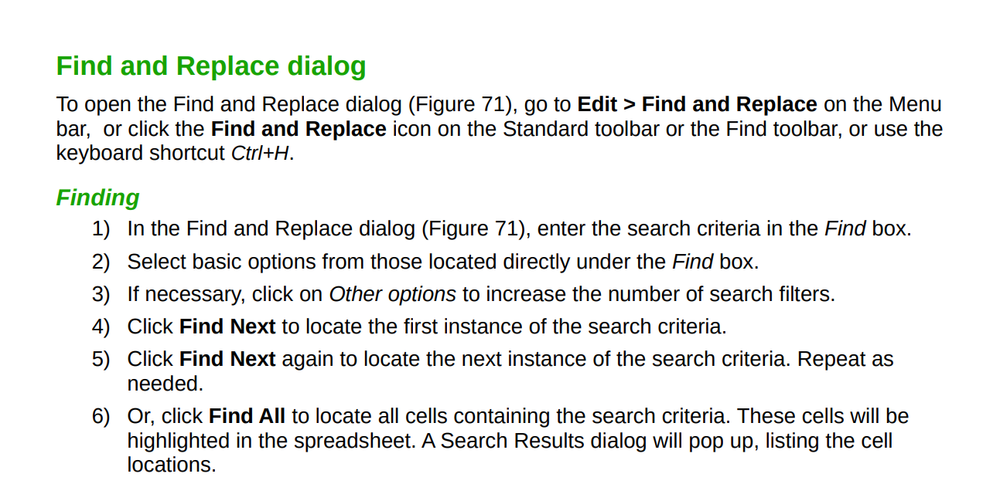 Find and Replace dialog
To open the Find and Replace dialog (Figure 71), go to Edit > Find and Replace on the Menu
bar,  or click the Find and Replace icon on the Standard toolbar or the Find toolbar, or use the
keyboard shortcut Ctrl+H.
Finding
1) In the Find and Replace dialog (Figure 71), enter the search criteria in the Find box.
2) Select basic options from those located directly under the Find box.
3) If necessary, click on Other options to increase the number of search filters.
4) Click Find Next to locate the first instance of the search criteria.
5) Click Find Next again to locate the next instance of the search criteria. Repeat as
needed.
6) Or, click Find All to locate all cells containing the search criteria. These cells will be
highlighted in the spreadsheet. A Search Results dialog will pop up, listing the cell
locations.